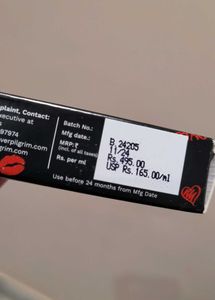 plaint, Contact:
executive at
97974
verpilgrim.com
rim.com
Batch No.:
Mfg date:
MRP: ₹
(incl. of all taxes)
Rs. per ml
B.24205
11/24
Rs.495.00
USP Rs.165.00/ml
Use before 24 months from Mfg Date